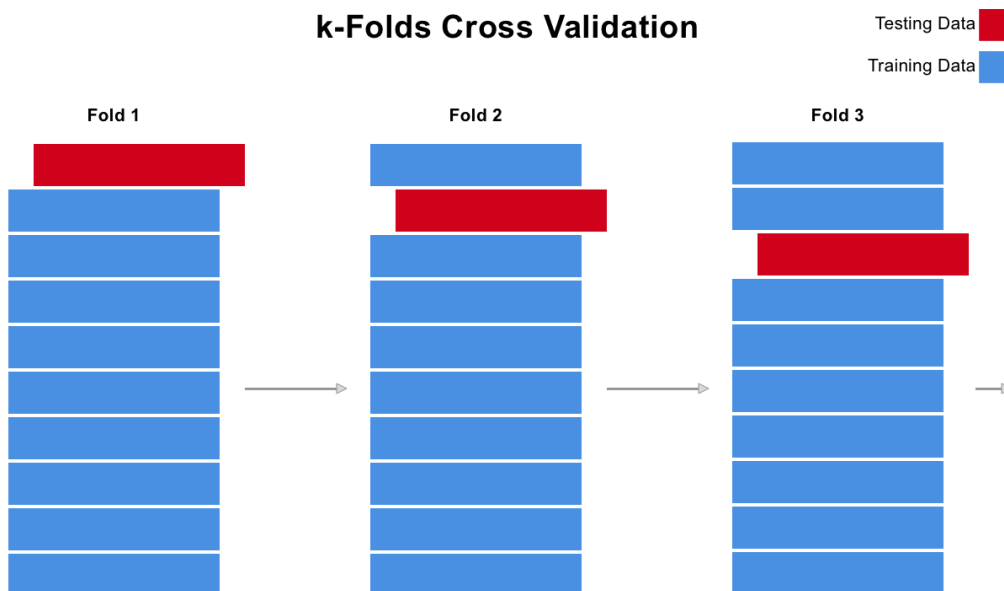 k-Folds Cross Validation
Testing Data
Training Data
Fold 1
Fold 2
Fold 3